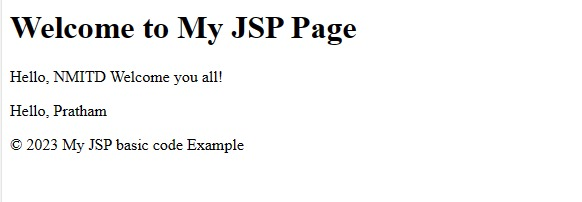 Welcome to My JSP Page
Hello, NMITD Welcome you all!
Hello, Pratham
© 2023 My JSP basic code Example